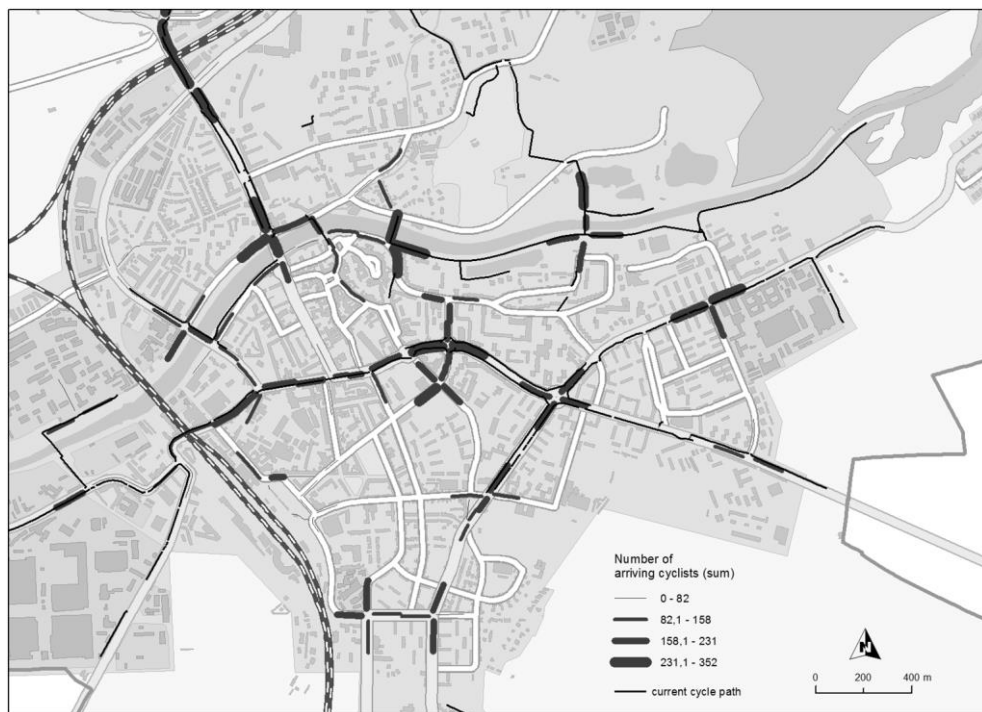 Number of
arriving cyclists (sum)
0 - 82
82,1 - 158
158,1 - 231
231,1 - 352
current cycle path
N
0 200 400 m